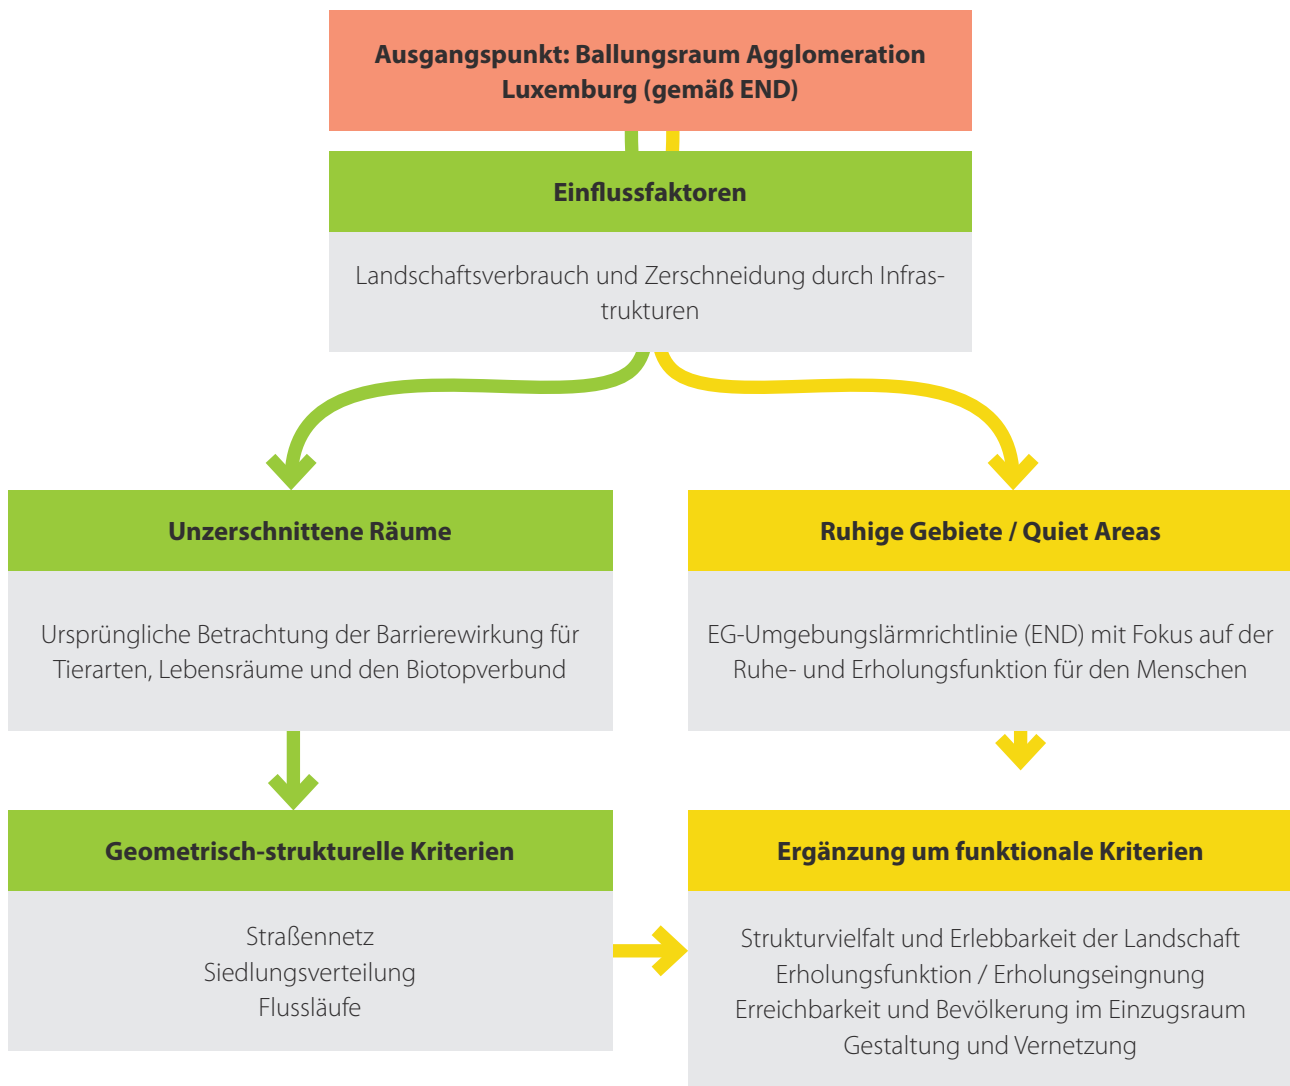 Ausgangspunkt: Ballungsraum Agglomeration
Luxemburg (gemäß END)
Einflussfaktoren
Landschaftsverbrauch und Zerschneidung durch Infras-
trukturen
Unzerschnittene Räume
Ursprüngliche Betrachtung der Barrierewirkung für
Tierarten, Lebensräume und den Biotopverbund
Ruhige Gebiete / Quiet Areas
EG-Umgebungslärmrichtlinie (END) mit Fokus auf der
Ruhe- und Erholungsfunktion für den Menschen
Geometrisch-strukturelle Kriterien
Straßennetz
Siedlungsverteilung
Flussläufe
Ergänzung um funktionale Kriterien
Strukturvielfalt und Erlebbarkeit der Landschaft
Erholungsfunktion / Erholungseingnung
Erreichbarkeit und Bevölkerung im Einzugsraum
Gestaltung und Vernetzung